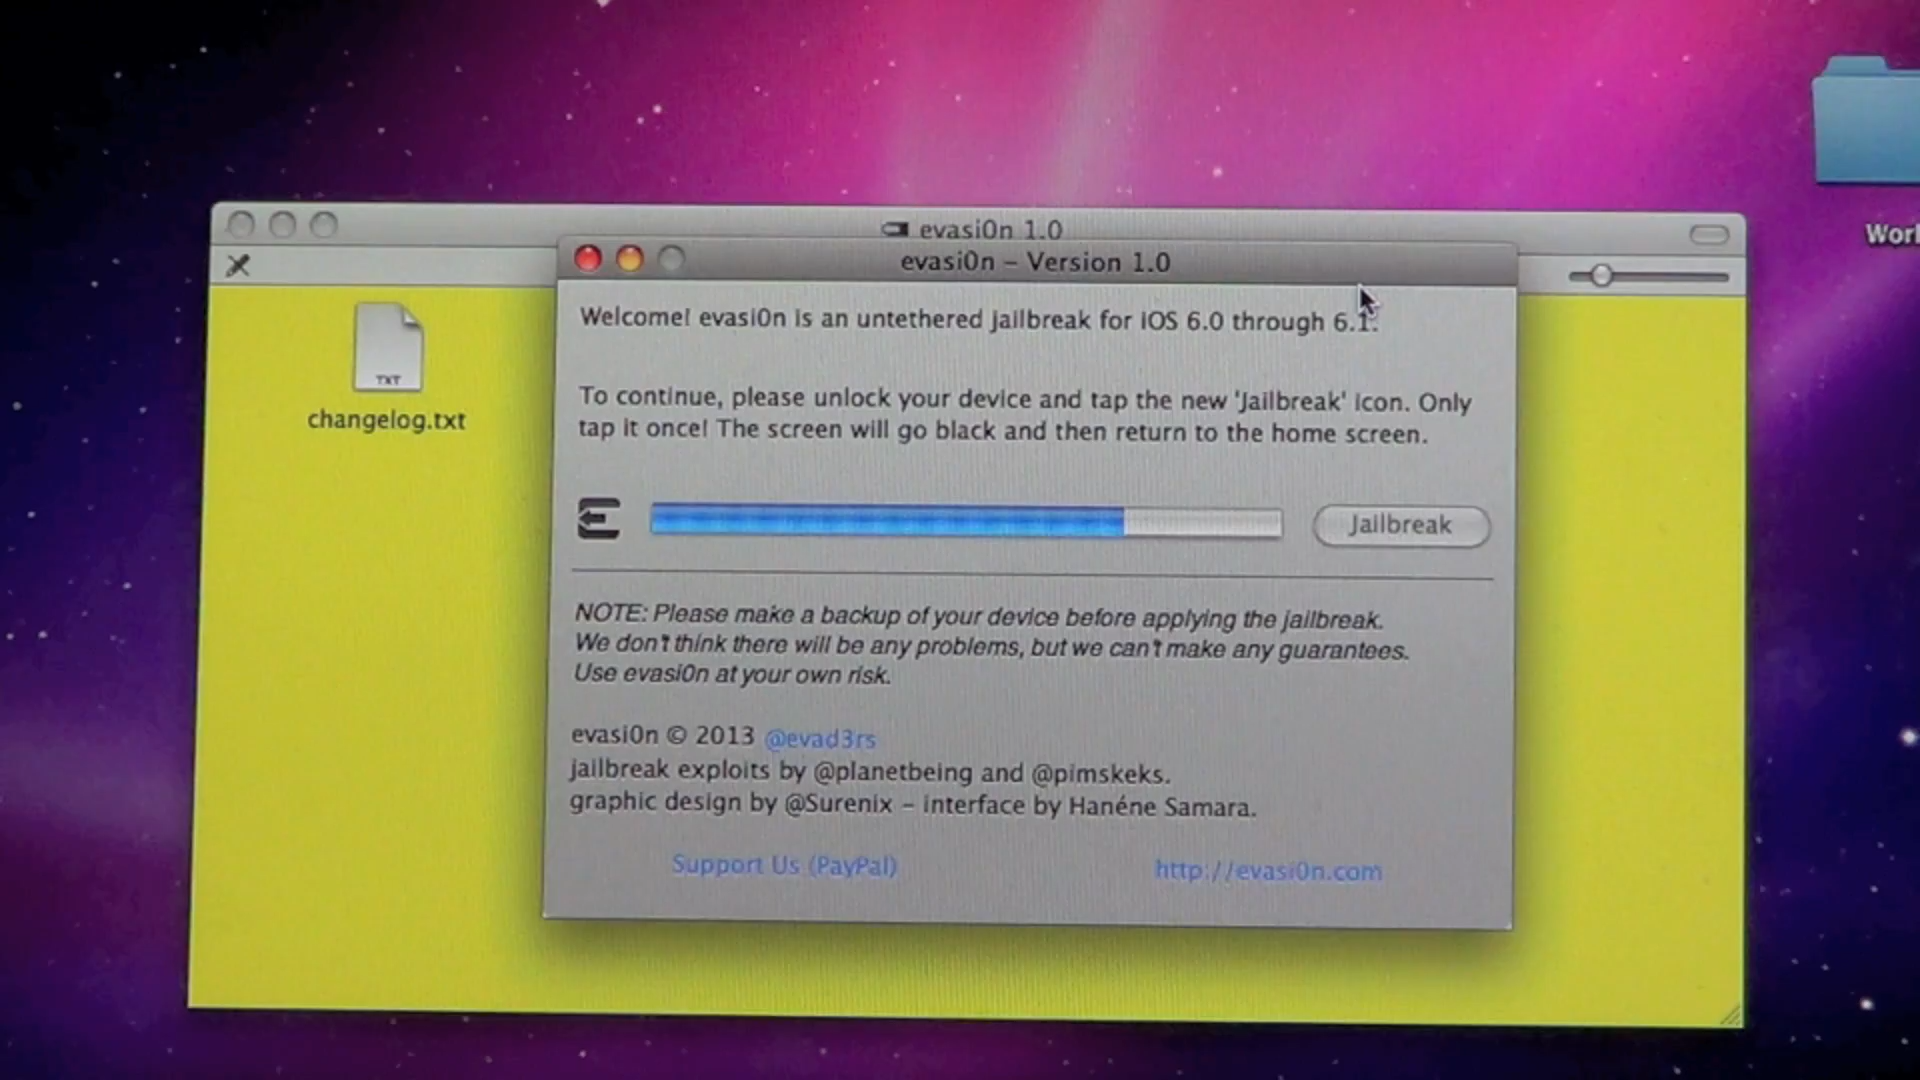 evasi0n 1.0
evasi0n – Version 1.0
Welcome! evasi0n is an untethered jailbreak for iOS 6.0 through 6.1.
To continue, please unlock your device and tap the new 'Jailbreak' icon. Only
tap it once! The screen will go black and then return to the home screen.
Jailbreak
NOTE: Please make a backup of your device before applying the jailbreak.
We don't think there will be any problems, but we can't make any guarantees.
Use evasi0n at your own risk.
evasi0n © 2013 @evad3rs
jailbreak exploits by @planetbeing and @pimskeks.
graphic design by @Surenix – interface by Hanéne Samara.
Support Us (PayPal)
http://evasi0n.com
TXT
changelog.txt